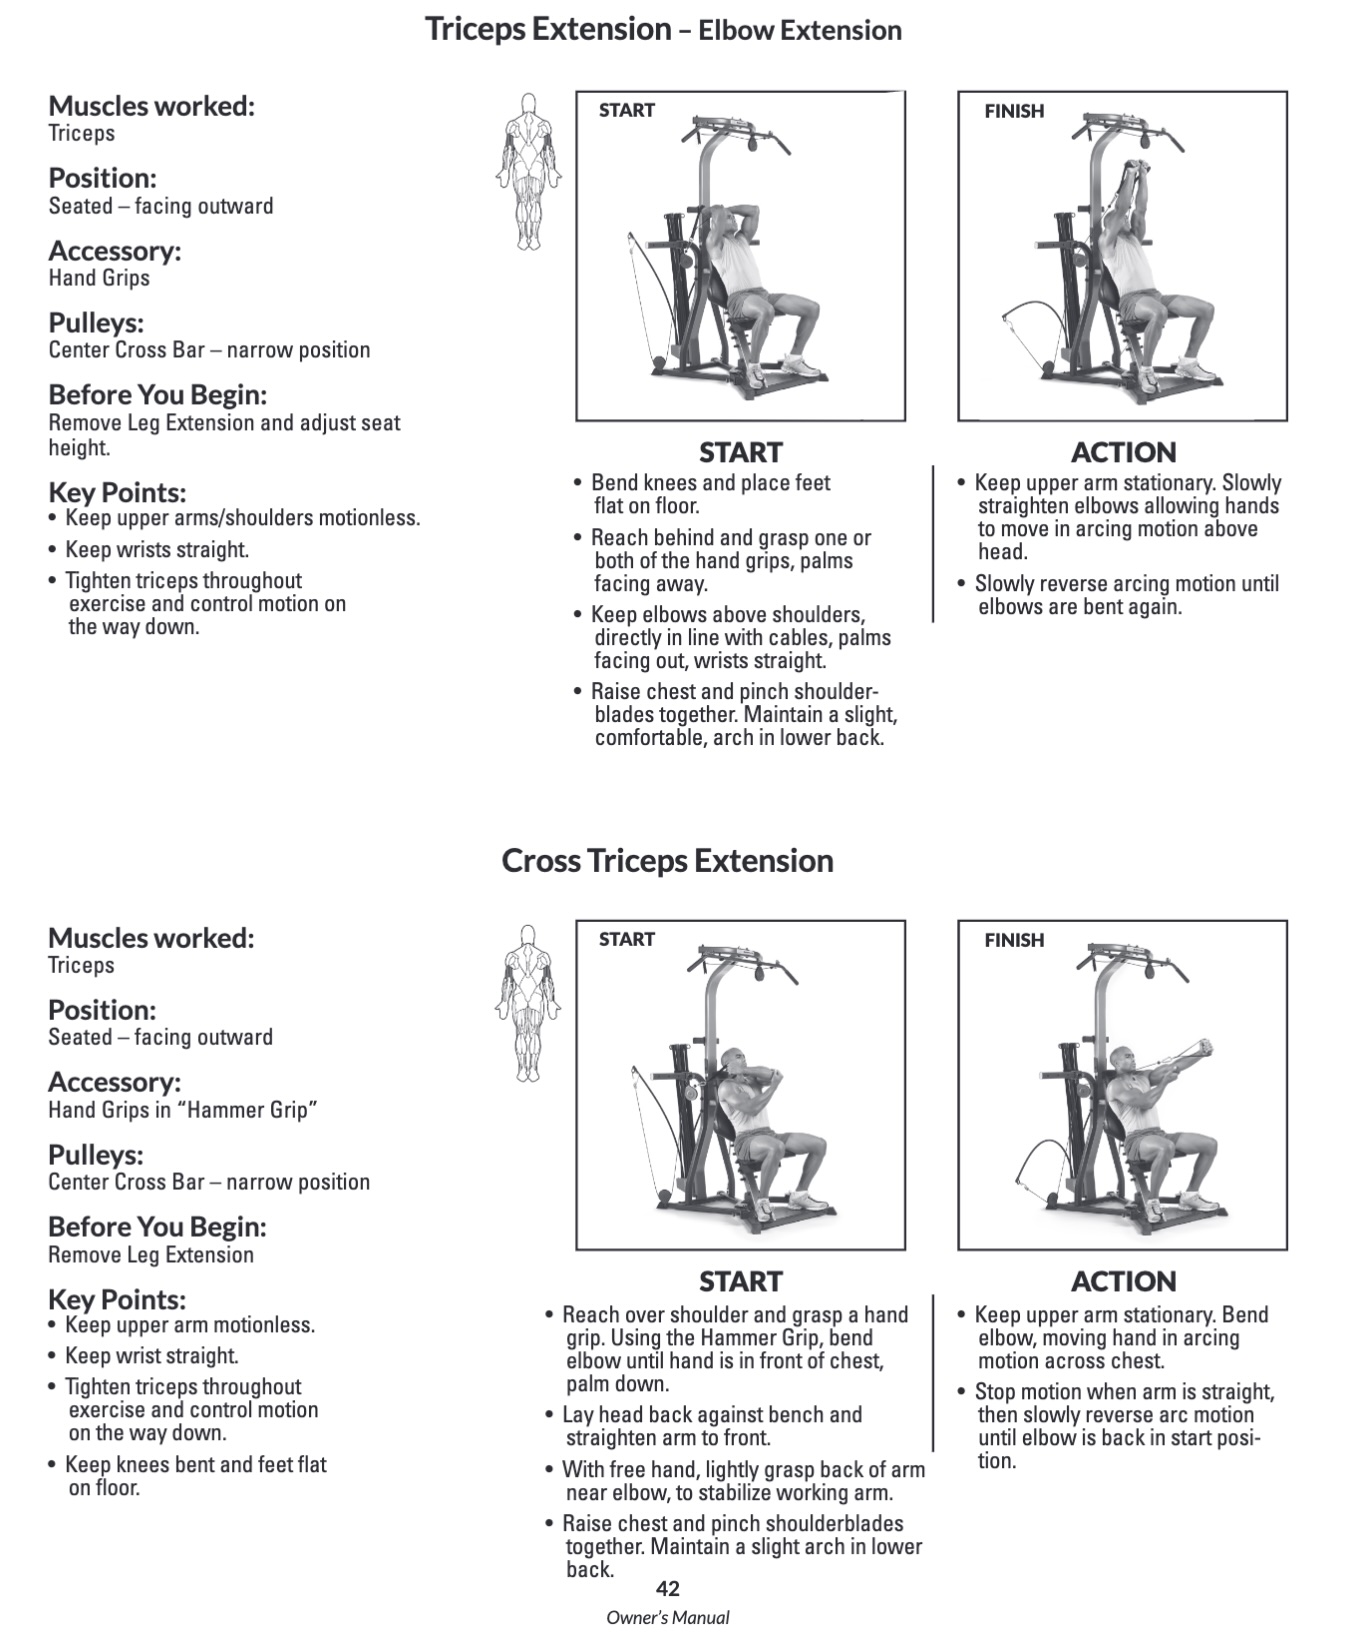 Triceps Extension – Elbow Extension
Muscles worked:
Triceps
Position:
Seated – facing outward
Accessory:
Hand Grips
Pulleys:
Center Cross Bar – narrow position
Before You Begin:
Remove Leg Extension and adjust seat
height.
Key Points:
• Keep upper arms/shoulders motionless.
• Keep wrists straight.
• Tighten triceps throughout
exercise and control motion on
the way down.
START
FINISH
START
• Bend knees and place feet
flat on floor.
• Reach behind and grasp one or
both of the hand grips, palms
facing away.
• Keep elbows above shoulders,
directly in line with cables, palms
facing out, wrists straight.
• Raise chest and pinch shoulder-
blades together. Maintain a slight,
comfortable, arch in lower back.
ACTION
• Keep upper arm stationary. Slowly
straighten elbows allowing hands
to move in arcing motion above
head.
• Slowly reverse arcing motion until
elbows are bent again.
Cross Triceps Extension
Muscles worked:
Triceps
Position:
Seated – facing outward
Accessory:
Hand Grips in “Hammer Grip”
Pulleys:
Center Cross Bar – narrow position
Before You Begin:
Remove Leg Extension
Key Points:
• Keep upper arm motionless.
• Keep wrist straight.
• Tighten triceps throughout
exercise and control motion
on the way down.
• Keep knees bent and feet flat
on floor.
START
FINISH
START
• Reach over shoulder and grasp a hand
grip. Using the Hammer Grip, bend
elbow until hand is in front of chest,
palm down.
• Lay head back against bench and
straighten arm to front.
• With free hand, lightly grasp back of arm
near elbow, to stabilize working arm.
• Raise chest and pinch shoulderblades
together. Maintain a slight arch in lower
back.
ACTION
• Keep upper arm stationary. Bend
elbow, moving hand in arcing
motion across chest.
• Stop motion when arm is straight,
then slowly reverse arc motion
until elbow is back in start posi-
tion.
42
Owner’s Manual